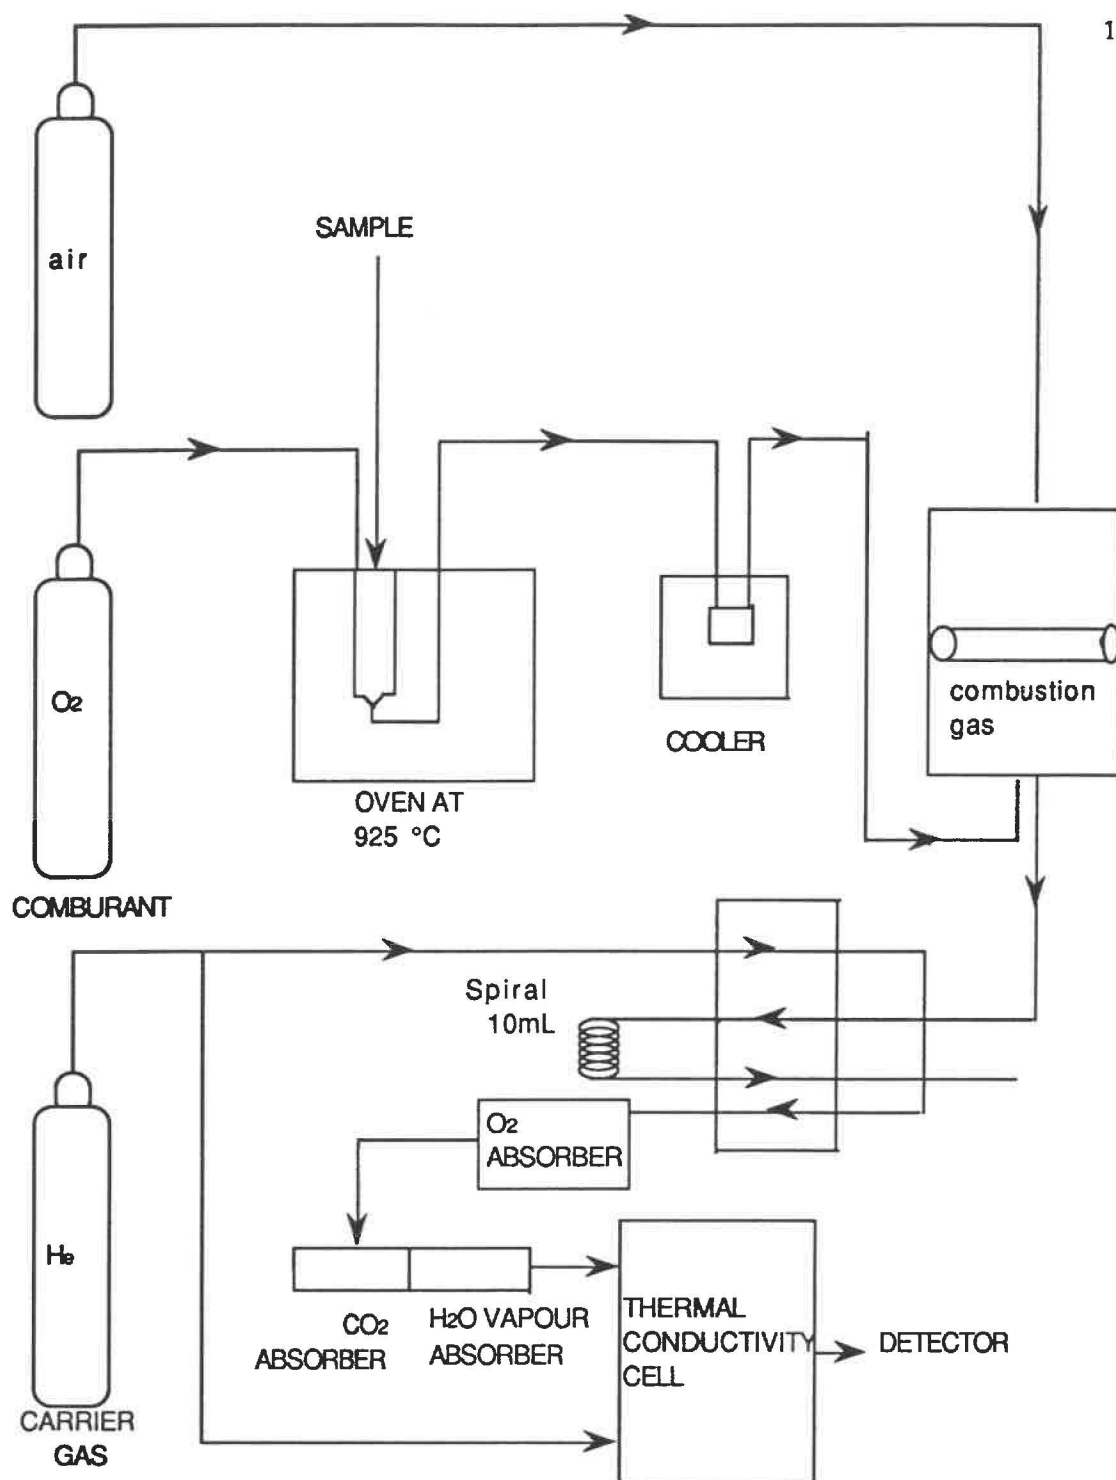 1
air
SAMPLE
O2
COMBURANT
OVEN AT
925 °C
COOLER
combustion
gas
Spiral
10mL
O2
ABSORBER
He
CARRIER
GAS
CO2
ABSORBER
H2O VAPOUR
ABSORBER
THERMAL
CONDUCTIVITY
CELL
DETECTOR